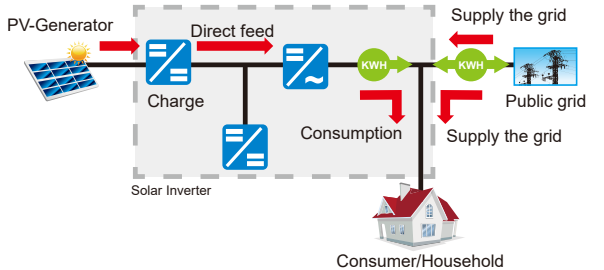 Supply the grid
PV-Generator
Direct feed
KWH
KWH
Charge
Public grid
Consumption
Supply the grid
Solar Inverter
Consumer/Household